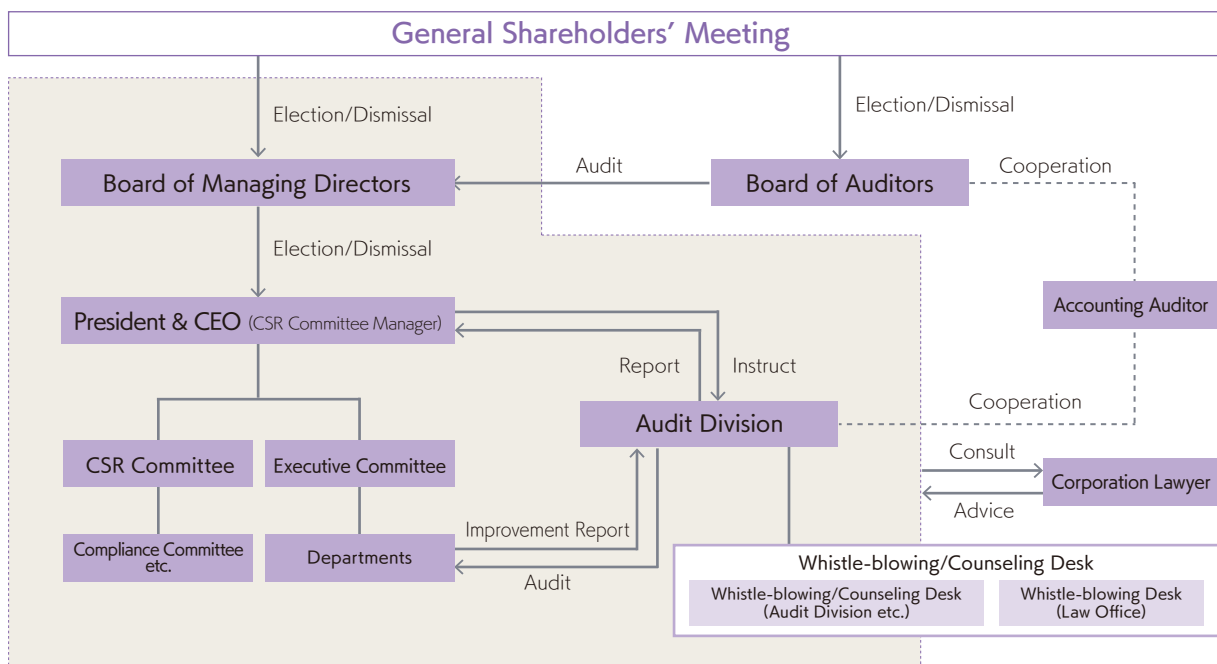 General Shareholders' Meeting
Election/Dismissal
Election/Dismissal
Board of Managing Directors
Audit
Board of Auditors
Cooperation
Election/Dismissal
President & CEO (CSR Committee Manager)
Accounting Auditor
Report
Instruct
Audit Division
Cooperation
CSR Committee
Executive Committee
Consult
Corporation Lawyer
Advice
Compliance Committee
etc.
Departments
Improvement Report
Audit
Whistle-blowing/Counseling Desk
Whistle-blowing/Counseling Desk
(Audit Division etc.)
Whistle-blowing Desk
(Law Office)